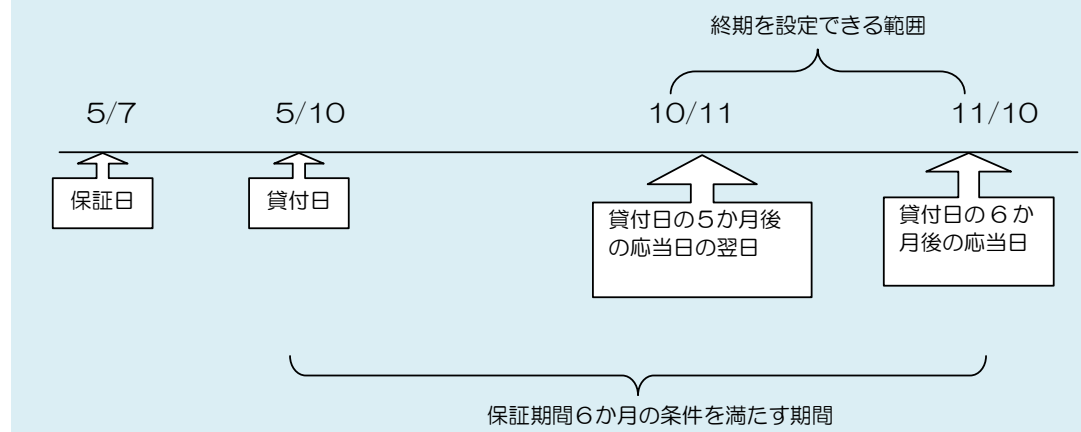 終期を設定できる範囲
5/7
5/10
10/11
11/10
保証日
貸付日
貸付日の5か月後
の応当日の翌日
貸付日の6か
月後の応当日
保証期間6か月の条件を満たす期間